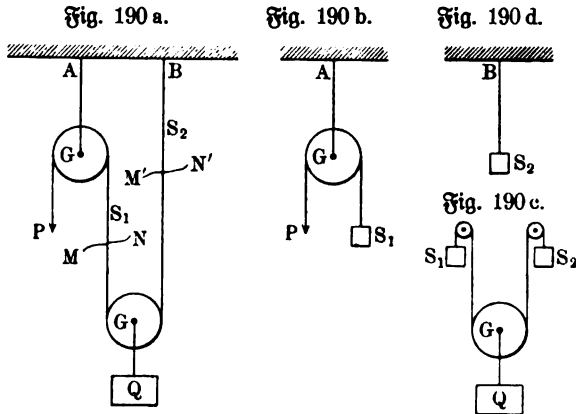 Fig. 190 a.
A
B
S₂
G
M' N'
S₁
P
M N
G
Q
Fig. 190 b.
A
G
P
S₁
Fig. 190 d.
B
S₂
Fig. 190 c.
S₁ S₂
G
Q